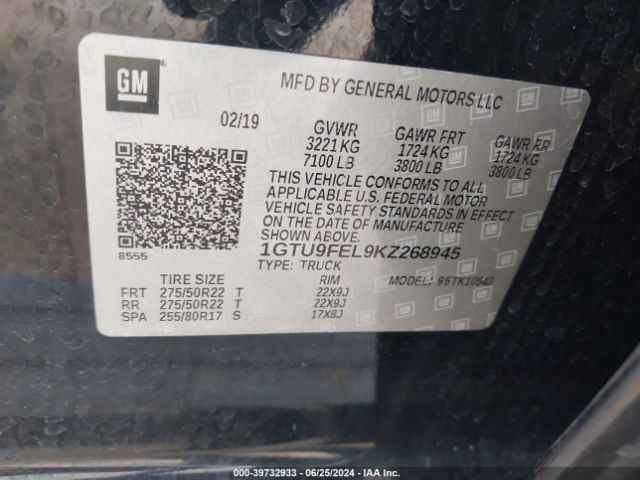 GM
®
MFD BY GENERAL MOTORS LLC
02/19
GVWR GAWR FRT GAWR RR
3221 KG 1724 KG 1724 KG
7100 LB 3800 LB 3800 LB
THIS VEHICLE CONFORMS TO ALL
APPLICABLE U.S. FEDERAL MOTOR
VEHICLE SAFETY STANDARDS IN EFFECT
ON THE DATE OF MANUFACTURE
SHOWN ABOVE.
8555
1GTU9FEL9KZ268945
TYPE: TRUCK MODEL: 95TK10543
TIRE SIZE RIM
FRT 275/50R22 T 22X9J
RR 275/50R22 T 22X9J
SPA 255/80R17 S 17X8J
000-39732933 - 06/25/2024 - IAA Inc.